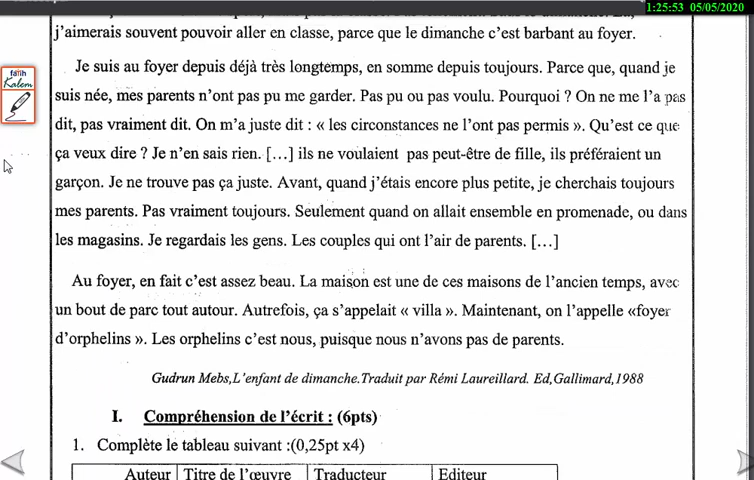 1:25:53 05/05/2020
j’aimerais souvent pouvoir aller en classe, parce que le dimanche c’est barbant au foyer.
fatih
Kalem
Je suis au foyer depuis déjà très longtemps, en somme depuis toujours. Parce que, quand je
suis née, mes parents n’ont pas pu me garder. Pas pu ou pas voulu. Pourquoi ? On ne me l’a pas
dit, pas vraiment dit. On m’a juste dit : « les circonstances ne l’ont pas permis ». Qu’est ce que
ça veux dire ? Je n’en sais rien. […] ils ne voulaient pas peut-être de fille, ils préféraient un
garçon. Je ne trouve pas ça juste. Avant, quand j’étais encore plus petite, je cherchais toujours
mes parents. Pas vraiment toujours. Seulement quand on allait ensemble en promenade, ou dans
les magasins. Je regardais les gens. Les couples qui ont l’air de parents. […]
Au foyer, en fait c’est assez beau. La maison est une de ces maisons de l’ancien temps, avec
un bout de parc tout autour. Autrefois, ça s’appelait « villa ». Maintenant, on l’appelle «foyer
d’orphelins ». Les orphelins c’est nous, puisque nous n’avons pas de parents.
Gudrun Mebs,L’enfant de dimanche.Traduit par Rémi Laureillard. Ed,Gallimard,1988
I. Compréhension de l’écrit : (6pts)
1. Complète le tableau suivant :(0,25pt x4)
Auteur Titre de l’œuvre Traducteur Editeur